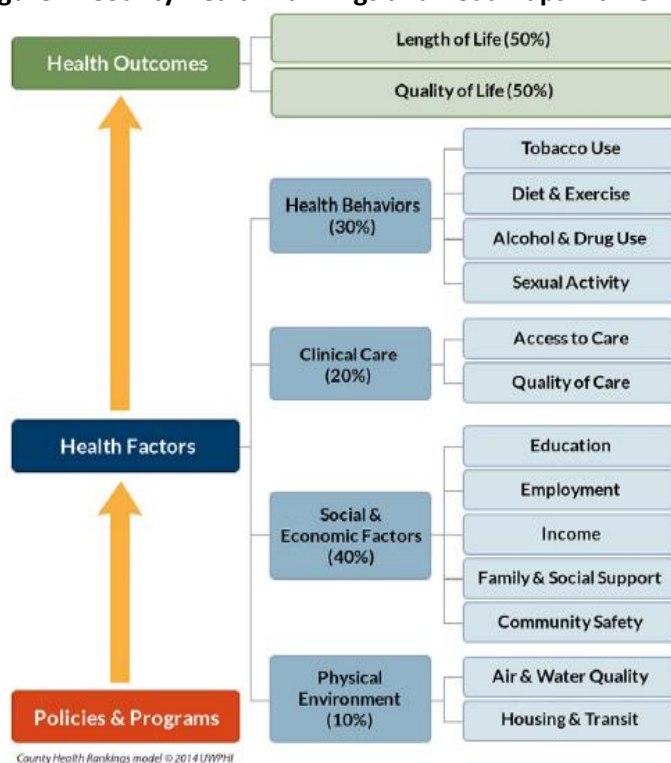 Health Outcomes
Length of Life (50%)
Quality of Life (50%)
Health Factors
Health Behaviors
(30%)
Tobacco Use
Diet & Exercise
Alcohol & Drug Use
Sexual Activity
Clinical Care
(20%)
Access to Care
Quality of Care
Social &
Economic Factors
(40%)
Education
Employment
Income
Family & Social Support
Community Safety
Physical
Environment
(10%)
Air & Water Quality
Housing & Transit
Policies & Programs
County Health Rankings model © 2014 UWPHI